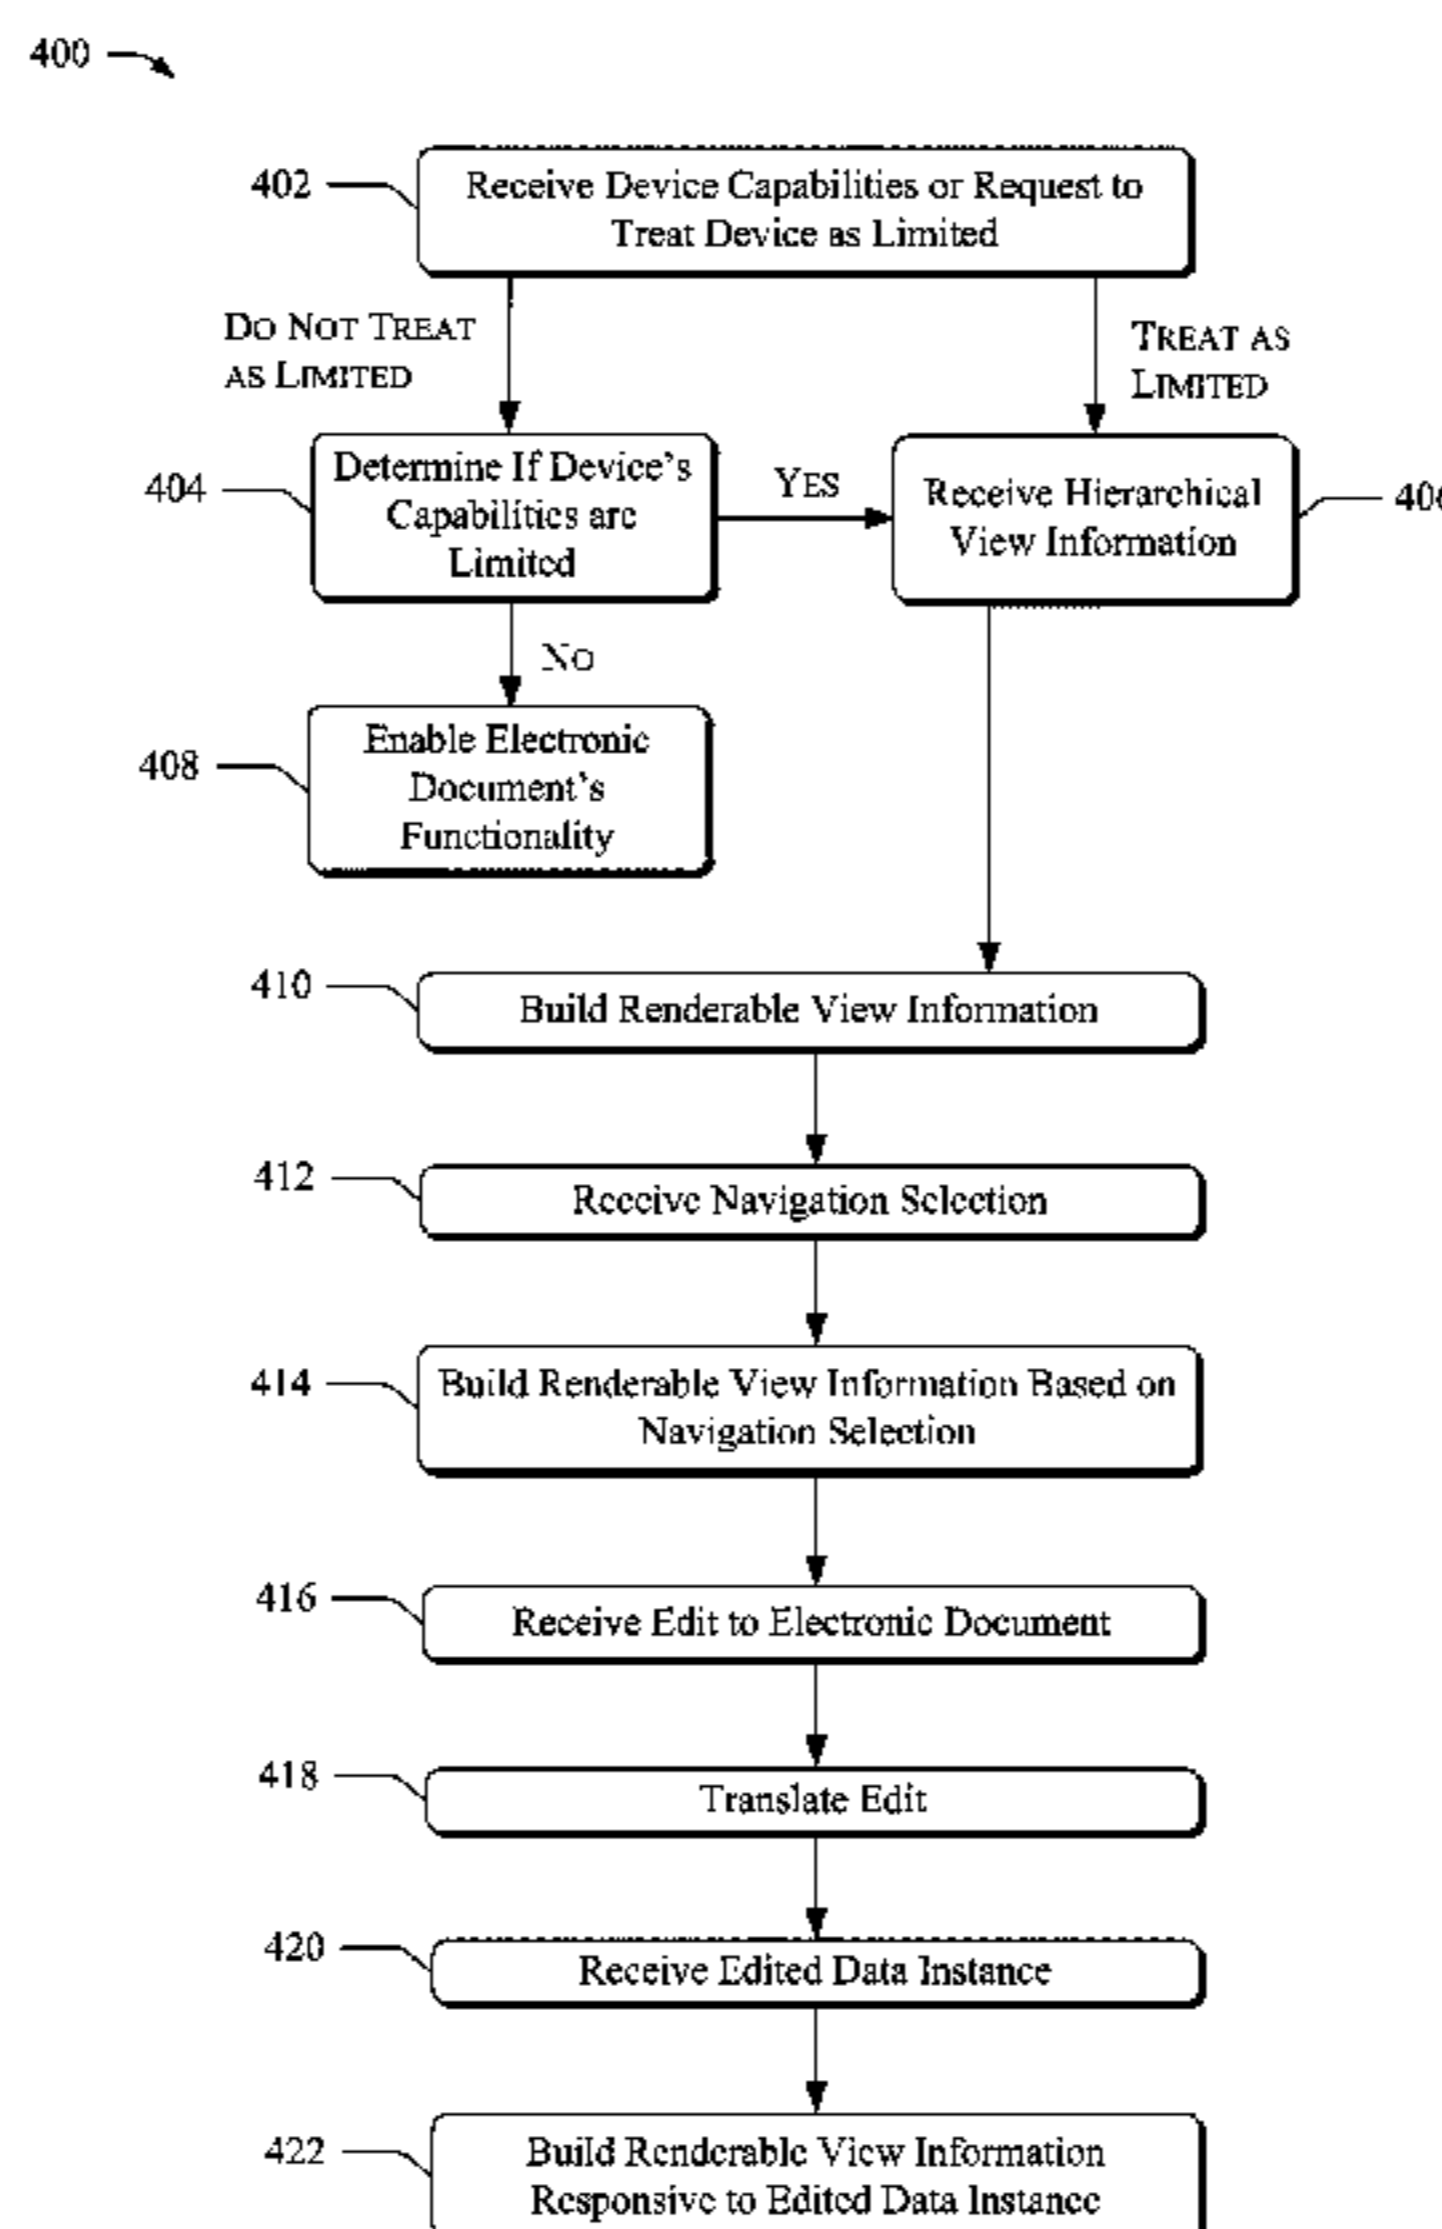 400
402
Receive Device Capabilities or Request to
Treat Device as Limited
DO NOT TREAT
AS LIMITED
TREAT AS
LIMITED
404
Determine If Device's
Capabilities are
Limited
YES
Receive Hierarchical
View Information
NO
408
Enable Electronic
Document's
Functionality
410
Build Renderable View Information
412
Receive Navigation Selection
414
Build Renderable View Information Based on
Navigation Selection
416
Receive Edit to Electronic Document
418
Translate Edit
420
Receive Edited Data Instance
422
Build Renderable View Information
Responsive to Edited Data Instance